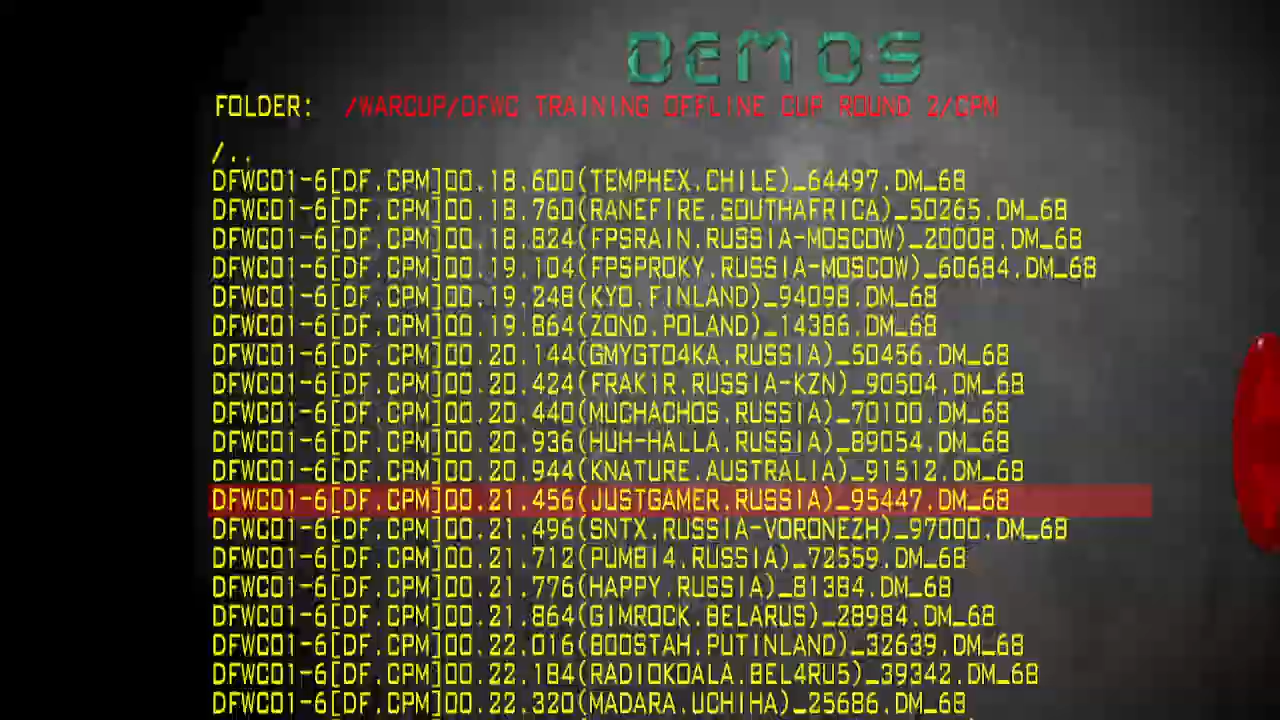 DEMOS
FOLDER: /WARCUP/DFWC TRAINING OFFLINE CUP ROUND 2/CPM
/..
DFWC01-6[DF.CPM]00.18.600(TEMPHEX.CHILE)_64497.DM_68
DFWC01-6[DF.CPM]00.18.760(RANEFIRE.SOUTHAFRICA)_50265.DM_68
DFWC01-6[DF.CPM]00.18.824(FPSRAIN.RUSSIA-MOSCOW)_20008.DM_68
DFWC01-6[DF.CPM]00.19.104(FPSPROKY.RUSSIA-MOSCOW)_60684.DM_68
DFWC01-6[DF.CPM]00.19.248(KYO.FINLAND)_94098.DM_68
DFWC01-6[DF.CPM]00.19.864(ZOND.POLAND)_14386.DM_68
DFWC01-6[DF.CPM]00.20.144(GMYGT04KA.RUSSIA)_50456.DM_68
DFWC01-6[DF.CPM]00.20.424(FRAK1R.RUSSIA-KZN)_90504.DM_68
DFWC01-6[DF.CPM]00.20.440(MUCHACHOS.RUSSIA)_70100.DM_68
DFWC01-6[DF.CPM]00.20.936(HUH-HALLA.RUSSIA)_89054.DM_68
DFWC01-6[DF.CPM]00.20.944(KNATURE.AUSTRALIA)_91512.DM_68
DFWC01-6[DF.CPM]00.21.456(JUSTGAMER.RUSSIA)_95447.DM_68
DFWC01-6[DF.CPM]00.21.496(SNTX.RUSSIA-VORONEZH)_97000.DM_68
DFWC01-6[DF.CPM]00.21.712(PUMBI4.RUSSIA)_72559.DM_68
DFWC01-6[DF.CPM]00.21.776(HAPPY.RUSSIA)_81384.DM_68
DFWC01-6[DF.CPM]00.21.864(GIMROCK.BELARUS)_28984.DM_68
DFWC01-6[DF.CPM]00.22.016(BOOSTAH.PUTINLAND)_32639.DM_68
DFWC01-6[DF.CPM]00.22.184(RADIOKOALA.BEL4RUS)_39342.DM_68
DFWC01-6[DF.CPM]00.22.320(MADARA.UCHIHA)_25686.DM_68